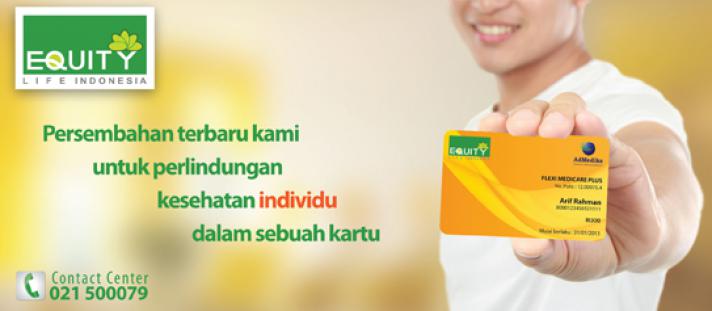 EQUITY
LIFE INDONESIA
Persembahan terbaru kami
untuk perlindungan
kesehatan individu
dalam sebuah kartu
Contact Center
021 500079
EQUITY
AdMedika
FLEXI MEDICARE PLUS
Arif Rahman